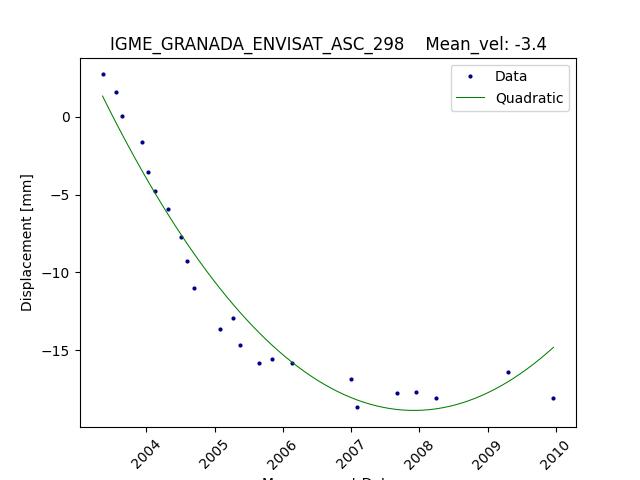 IGME_GRANADA_ENVISAT_ASC_298    Mean_vel: -3.4
Data
Quadratic
Displacement [mm]
0
−5
−10
−15
2004
2005
2006
2007
2008
2009
2010